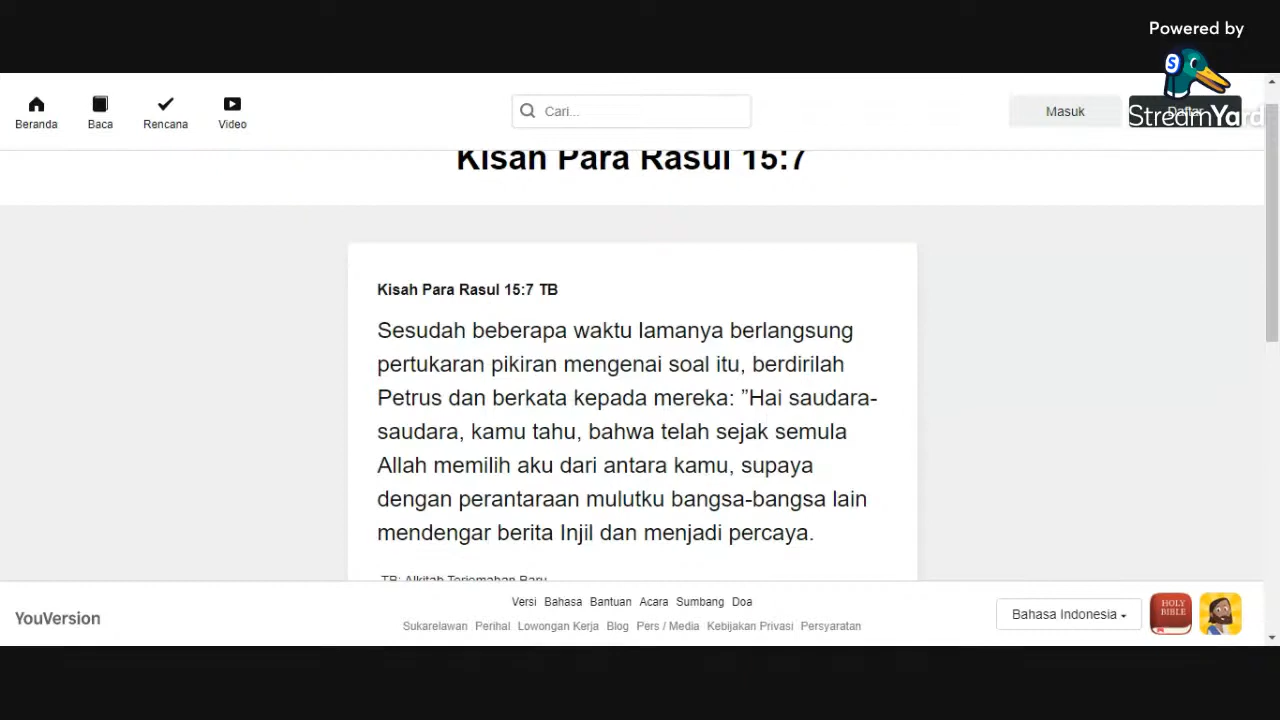 Powered by
StreamYard
Beranda
Baca
Rencana
Video
Cari...
Masuk
Daftar
Kisah Para Rasul 15:7
Kisah Para Rasul 15:7 TB
Sesudah beberapa waktu lamanya berlangsung
pertukaran pikiran mengenai soal itu, berdirilah
Petrus dan berkata kepada mereka: ”Hai saudara-
saudara, kamu tahu, bahwa telah sejak semula
Allah memilih aku dari antara kamu, supaya
dengan perantaraan mulutku bangsa-bangsa lain
mendengar berita Injil dan menjadi percaya.
TB: Alkitab Terjemahan Baru
YouVersion
Versi Bahasa Bantuan Acara Sumbang Doa
Sukarelawan Perihal Lowongan Kerja Blog Pers / Media Kebijakan Privasi Persyaratan
Bahasa Indonesia
HOLY
BIBLE